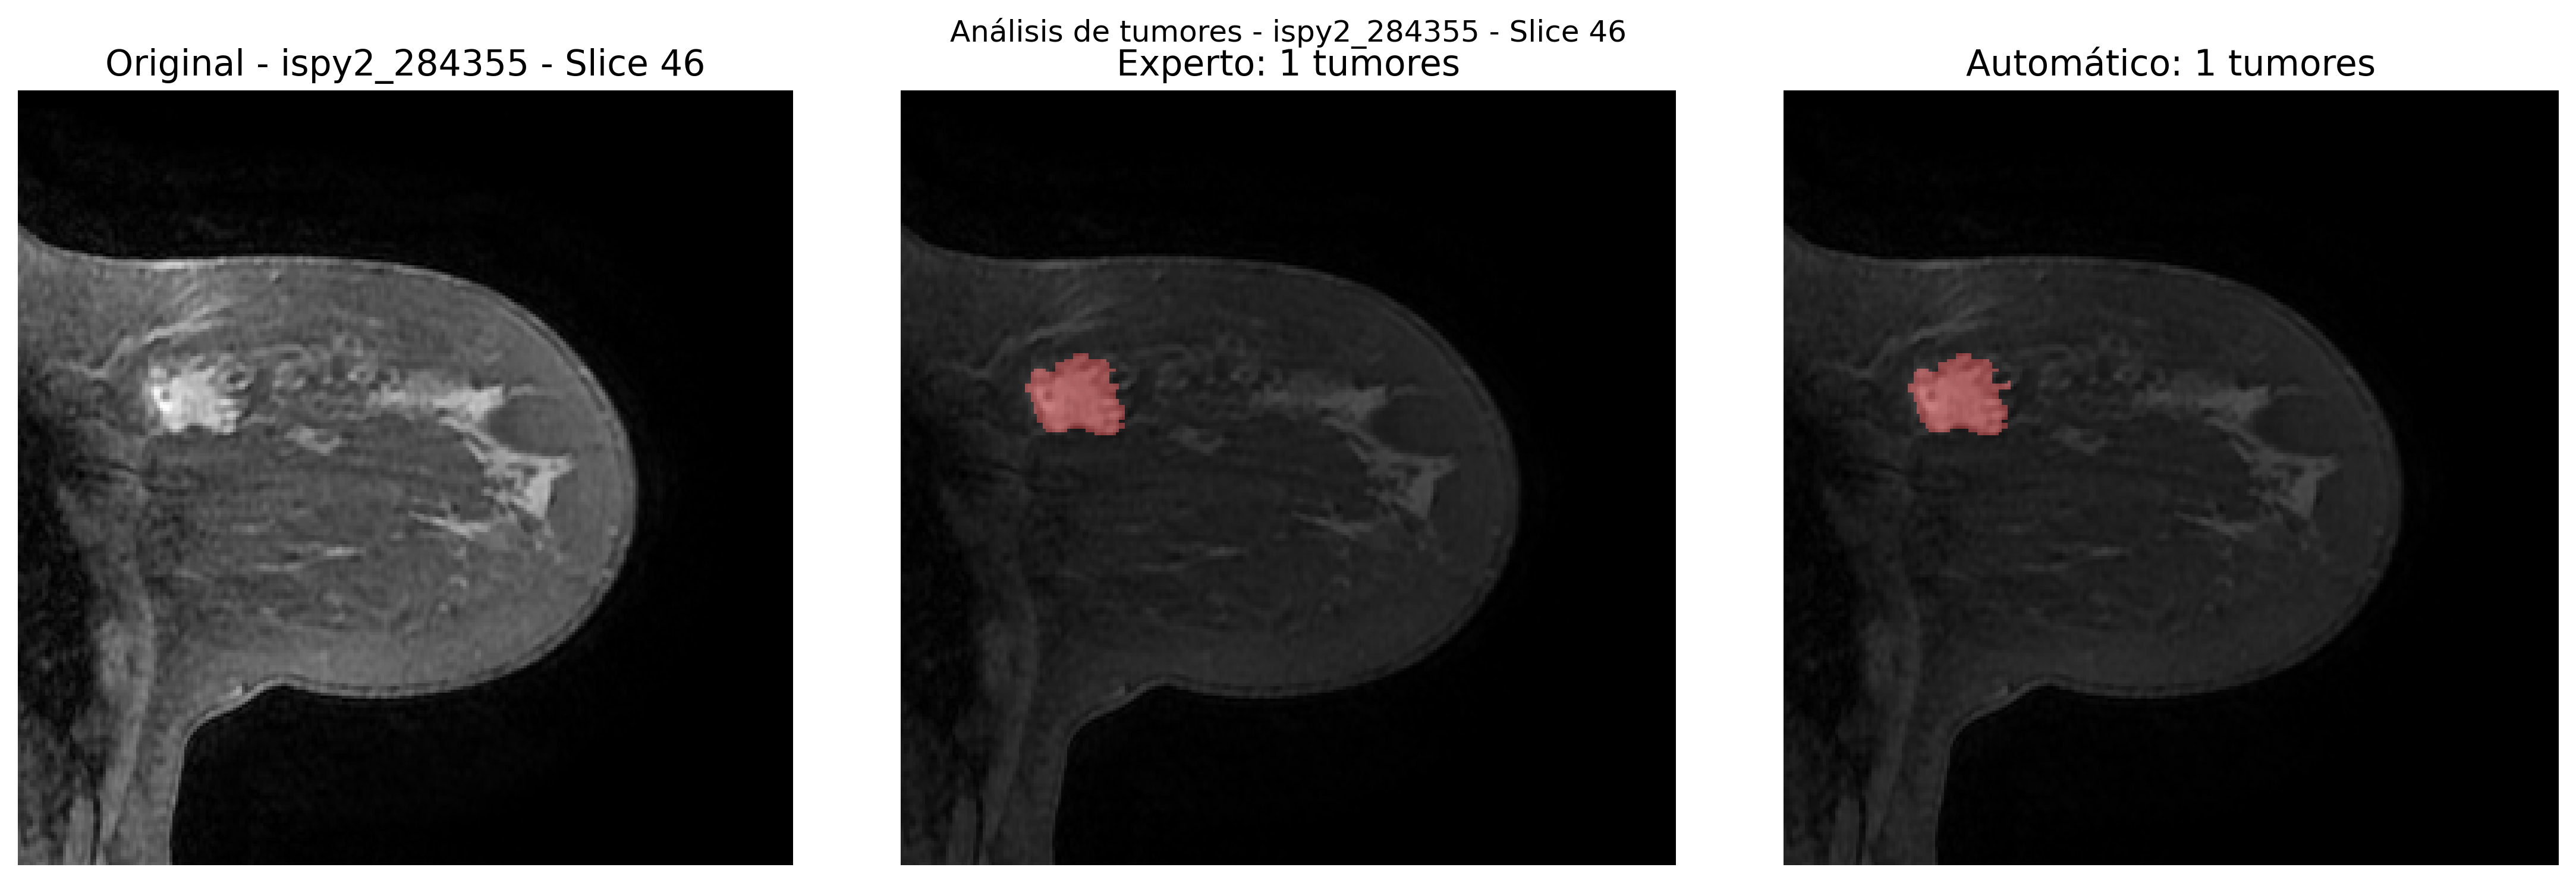 Análisis de tumores - ispy2_284355 - Slice 46
Original - ispy2_284355 - Slice 46
Experto: 1 tumores
Automático: 1 tumores